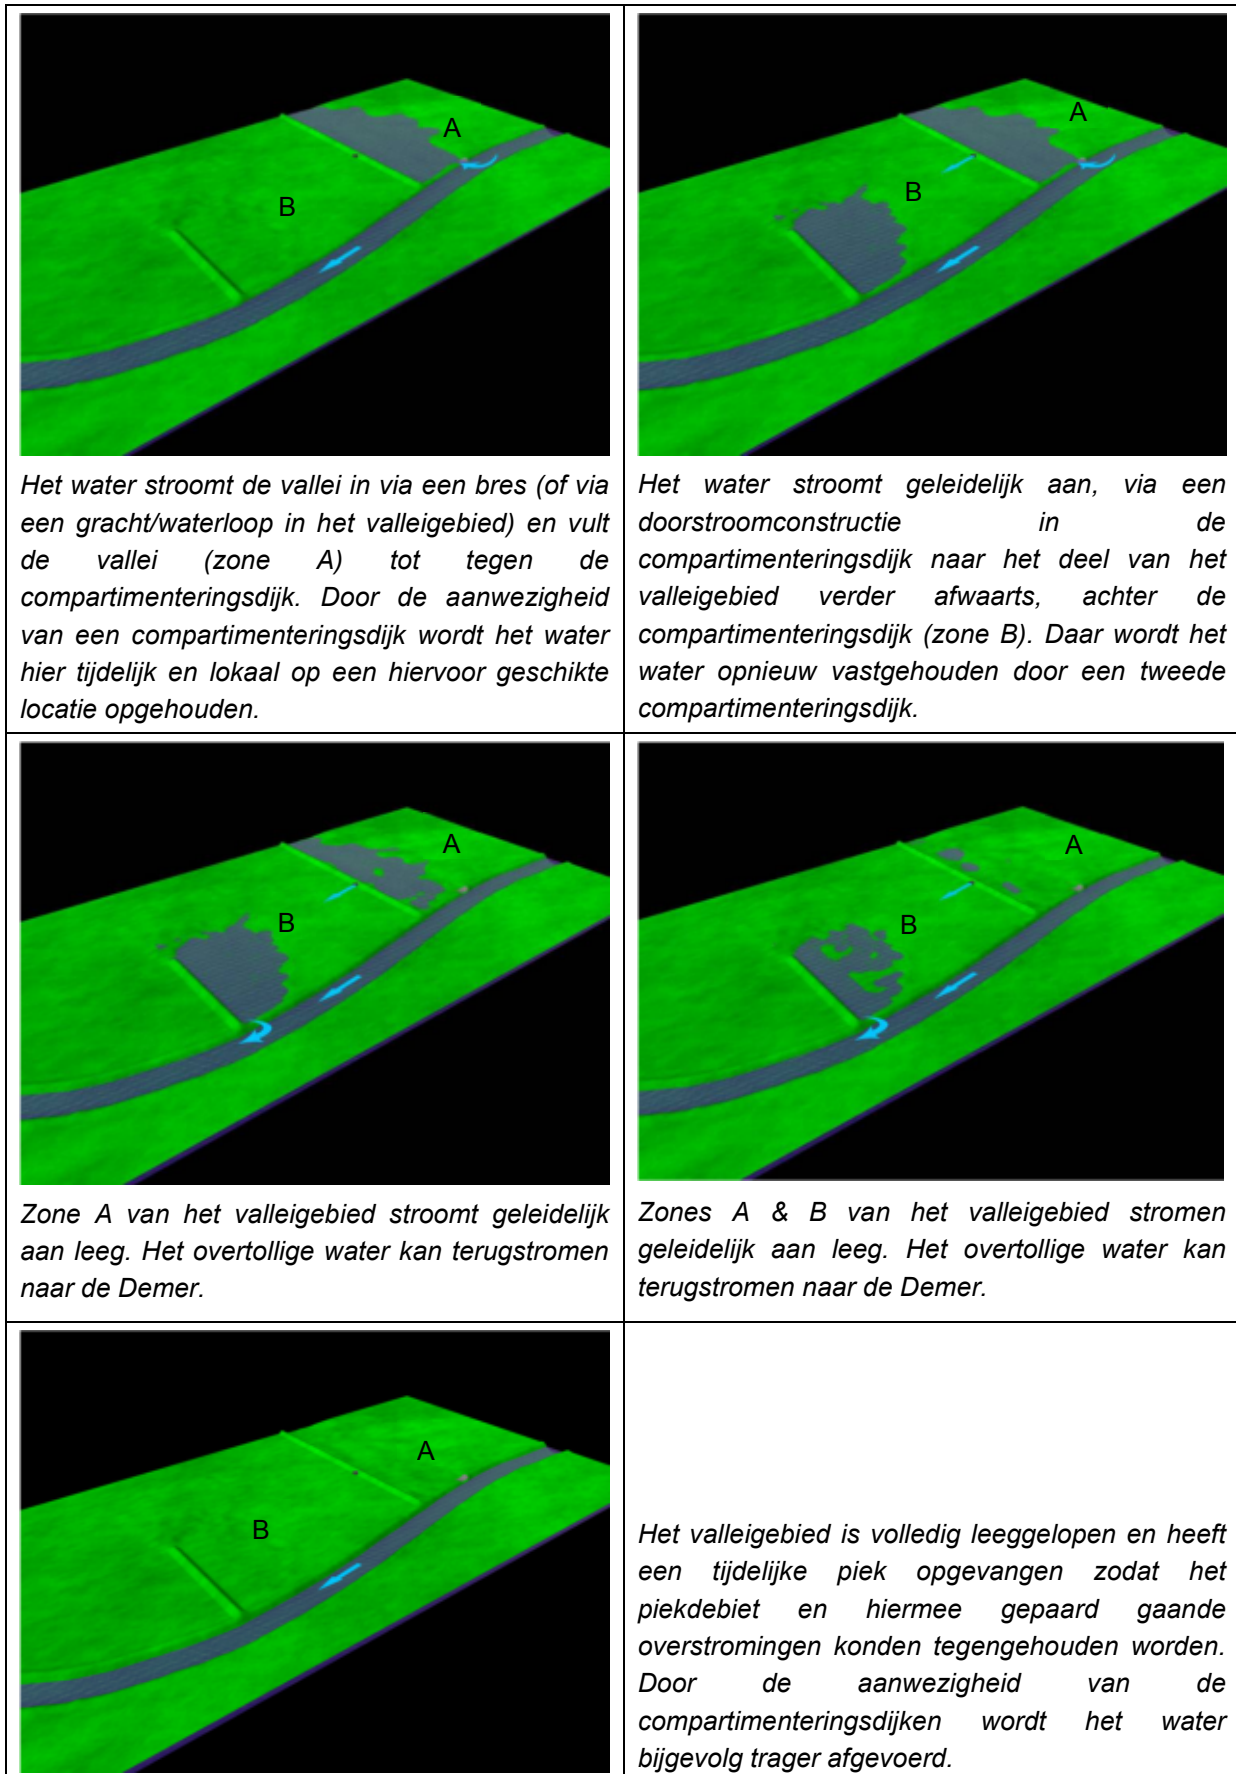 A
B
Het water stroomt de vallei in via een bres (of via
een gracht/waterloop in het valleigebied) en vult
de vallei (zone A) tot tegen de
compartimenteringsdijk. Door de aanwezigheid
van een compartimenteringsdijk wordt het water
hier tijdelijk en lokaal op een hiervoor geschikte
locatie opgehouden.
A
B
Het water stroomt geleidelijk aan, via een
doorstroomconstructie in de
compartimenteringsdijk naar het deel van het
valleigebied verder afwaarts, achter de
compartimenteringsdijk (zone B). Daar wordt het
water opnieuw vastgehouden door een tweede
compartimenteringsdijk.
A
B
Zone A van het valleigebied stroomt geleidelijk
aan leeg. Het overtollige water kan terugstromen
naar de Demer.
A
B
Zones A & B van het valleigebied stromen
geleidelijk aan leeg. Het overtollige water kan
terugstromen naar de Demer.
A
B
Het valleigebied is volledig leeggelopen en heeft
een tijdelijke piek opgevangen zodat het
piekdebiet en hiermee gepaard gaande
overstromingen konden tegengehouden worden.
Door de aanwezigheid van de
compartimenteringsdijken wordt het water
bijgevolg trager afgevoerd.